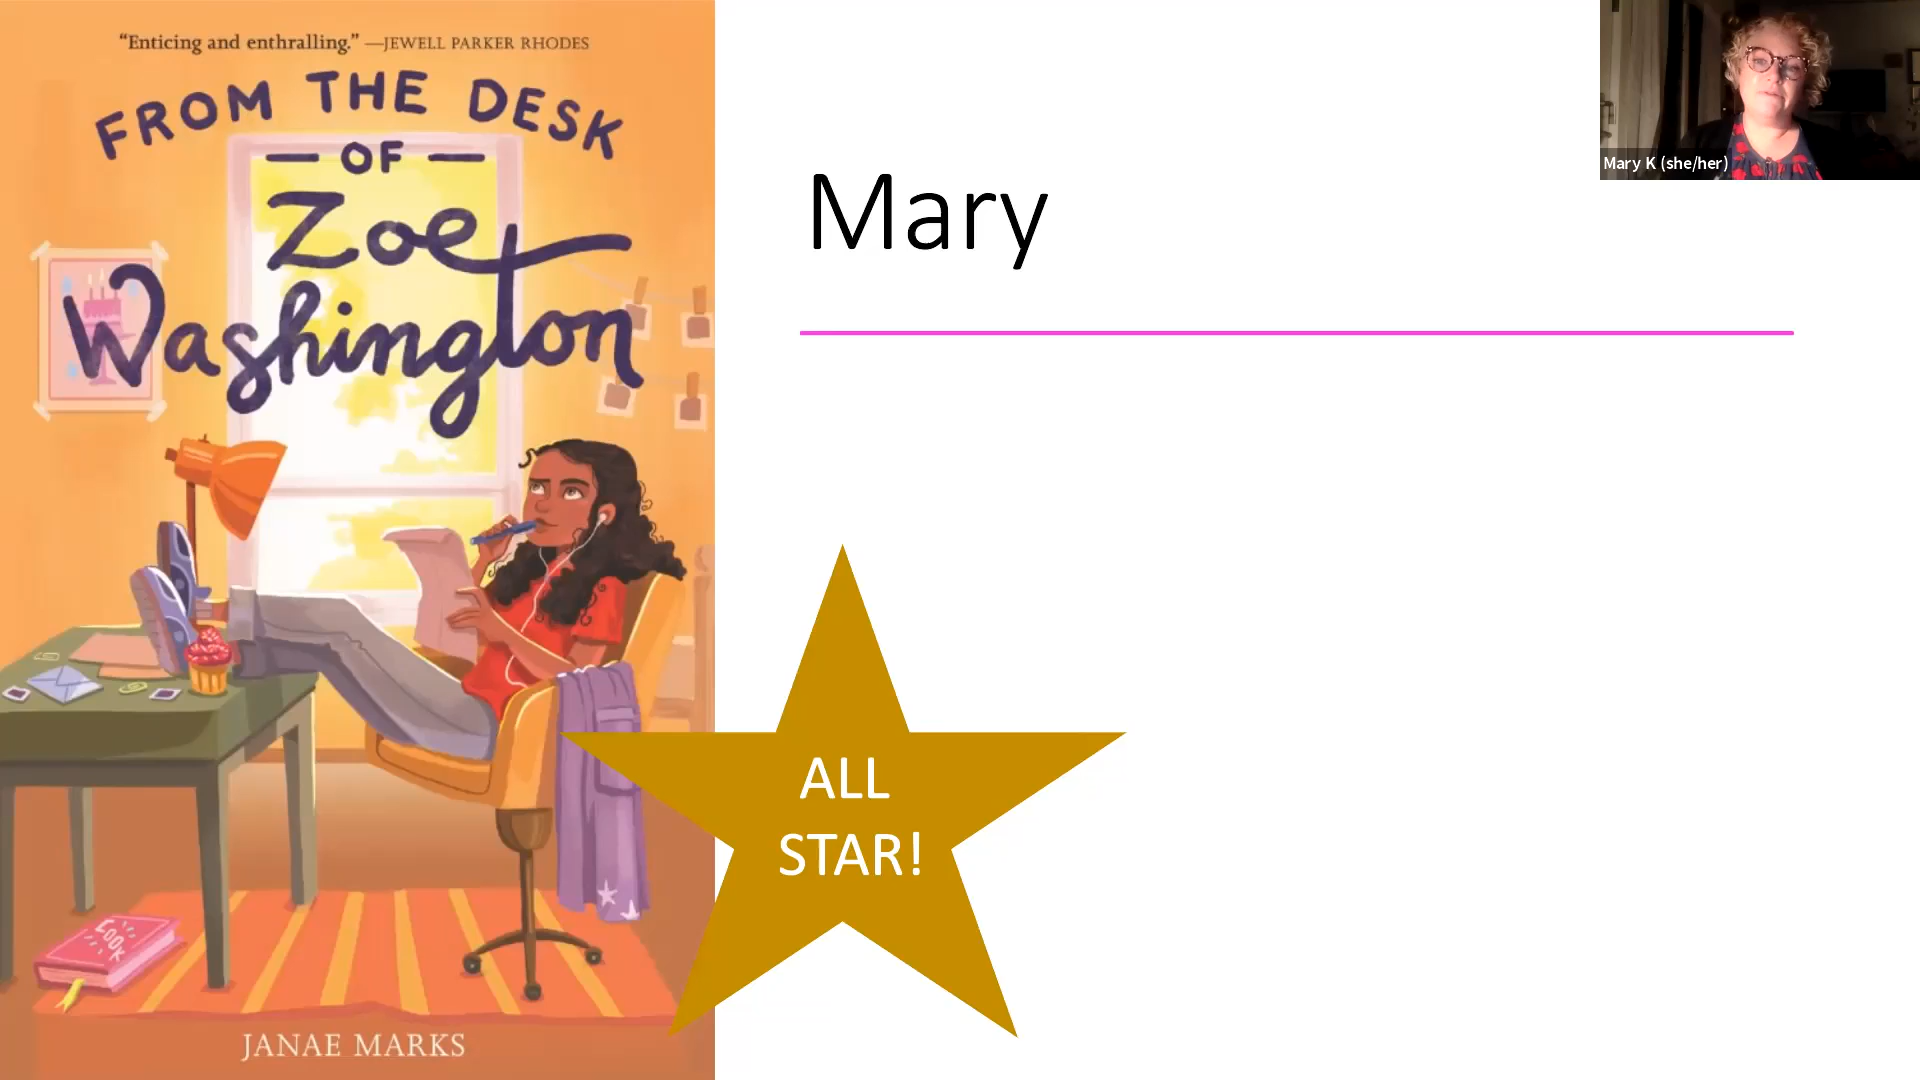 “Enticing and enthralling.” —JEWELL PARKER RHODES
FROM THE DESK
— OF —
Zoe
Washington
COOK
JANAE MARKS
Mary
ALL
STAR!
Mary K (she/her)